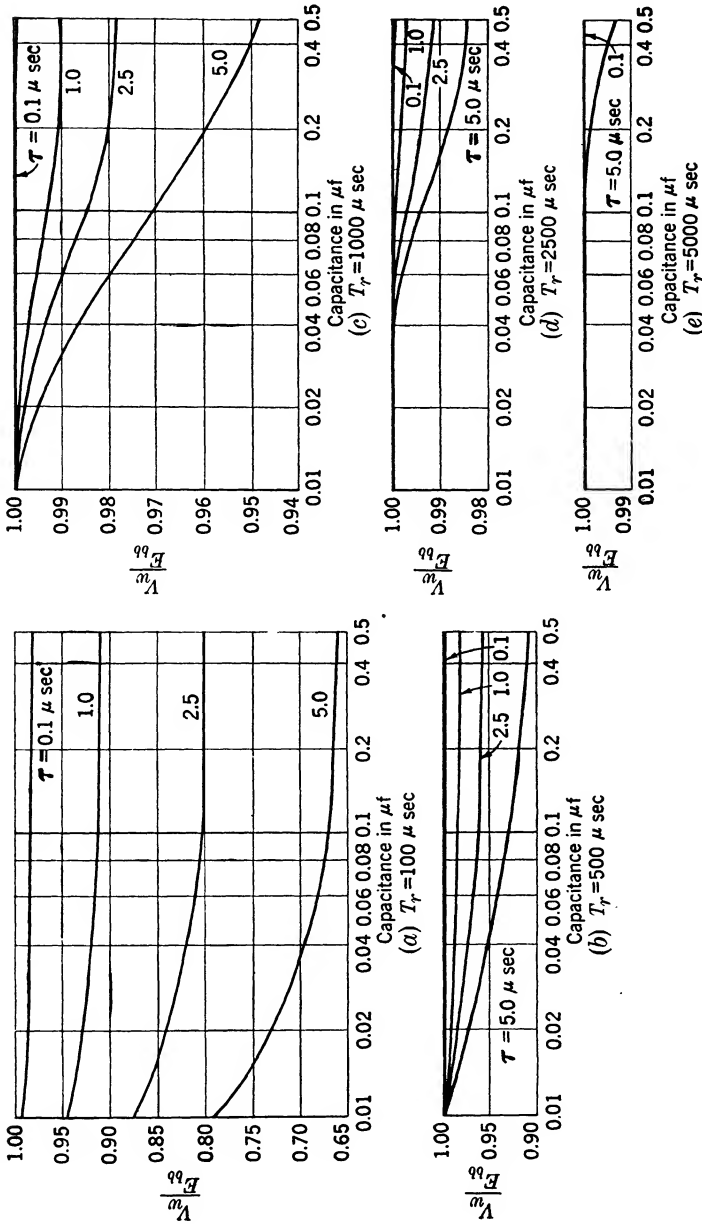 V_w / E_bb
1.00
0.95
0.90
0.85
0.80
0.75
0.70
0.65
τ = 0.1 μ sec
1.0
2.5
5.0
0.01 0.02 0.04 0.06 0.08 0.1 0.2 0.4 0.5
Capacitance in μf
(a) T_r = 100 μ sec
V_w / E_bb
1.00
0.95
0.90
0.1
1.0
2.5
τ = 5.0 μ sec
0.01 0.02 0.04 0.06 0.08 0.1 0.2 0.4 0.5
Capacitance in μf
(b) T_r = 500 μ sec
V_w / E_bb
1.00
0.99
0.98
0.97
0.96
0.95
0.94
τ = 0.1 μ sec
1.0
2.5
5.0
0.01 0.02 0.04 0.06 0.08 0.1 0.2 0.4 0.5
Capacitance in μf
(c) T_r = 1000 μ sec
V_w / E_bb
1.00
0.99
0.98
0.1
1.0
2.5
τ = 5.0 μ sec
0.01 0.02 0.04 0.06 0.08 0.1 0.2 0.4 0.5
Capacitance in μf
(d) T_r = 2500 μ sec
V_w / E_bb
1.00
0.99
τ = 5.0 μ sec
0.1
0.01 0.02 0.04 0.06 0.08 0.1 0.2 0.4 0.5
Capacitance in μf
(e) T_r = 5000 μ sec